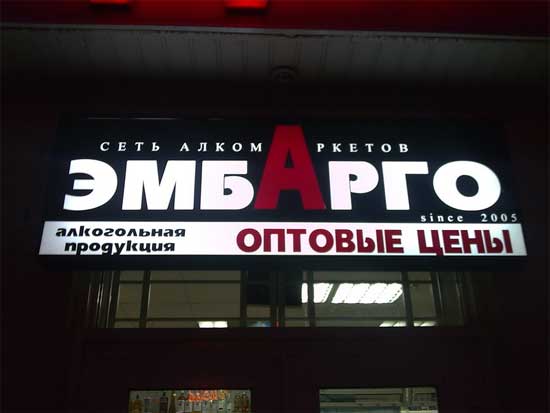 СЕТЬ АЛКОМАРКЕТОВ
ЭМБАРГО
since 2005
алкогольная
продукция
ОПТОВЫЕ ЦЕНЫ